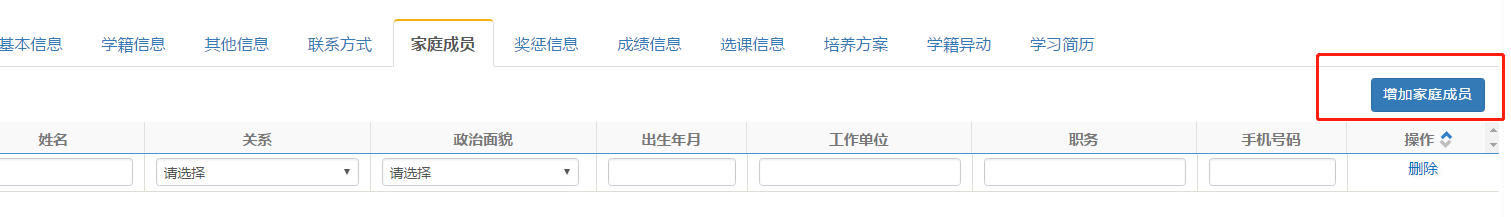 基本信息 学籍信息 其他信息 联系方式 家庭成员 奖惩信息 成绩信息 选课信息 培养方案 学籍异动 学习简历
增加家庭成员
姓名 关系 政治面貌 出生年月 工作单位 职务 手机号码 操作
请选择 请选择 删除